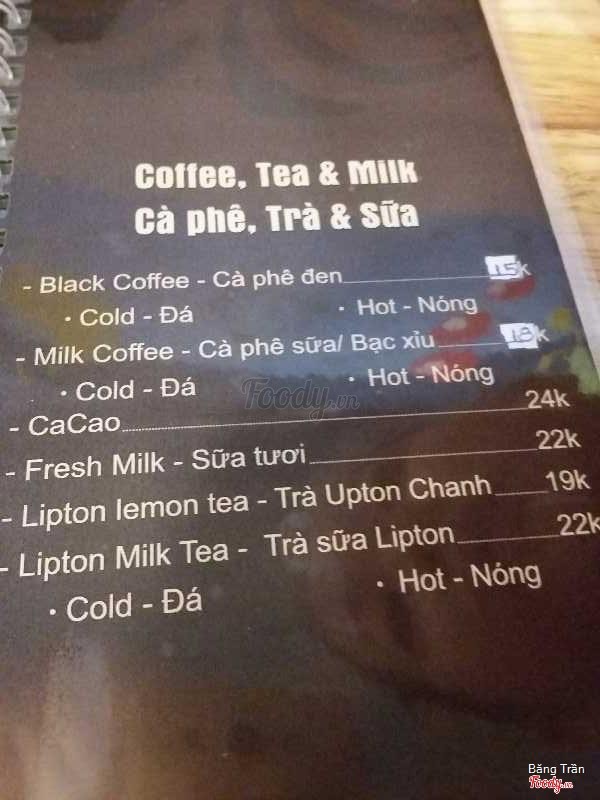 Coffee, Tea & Milk
Cà phê, Trà & Sữa
- Black Coffee - Cà phê đen 15k
• Cold - Đá • Hot - Nóng
- Milk Coffee - Cà phê sữa/ Bạc xỉu 18k
• Cold - Đá • Hot - Nóng
- CaCao 24k
- Fresh Milk - Sữa tươi 22k
- Lipton lemon tea - Trà Upton Chanh 19k
- Lipton Milk Tea - Trà sữa Lipton 22k
• Cold - Đá • Hot - Nóng
Foody.vn
Băng Trần
Foody.vn